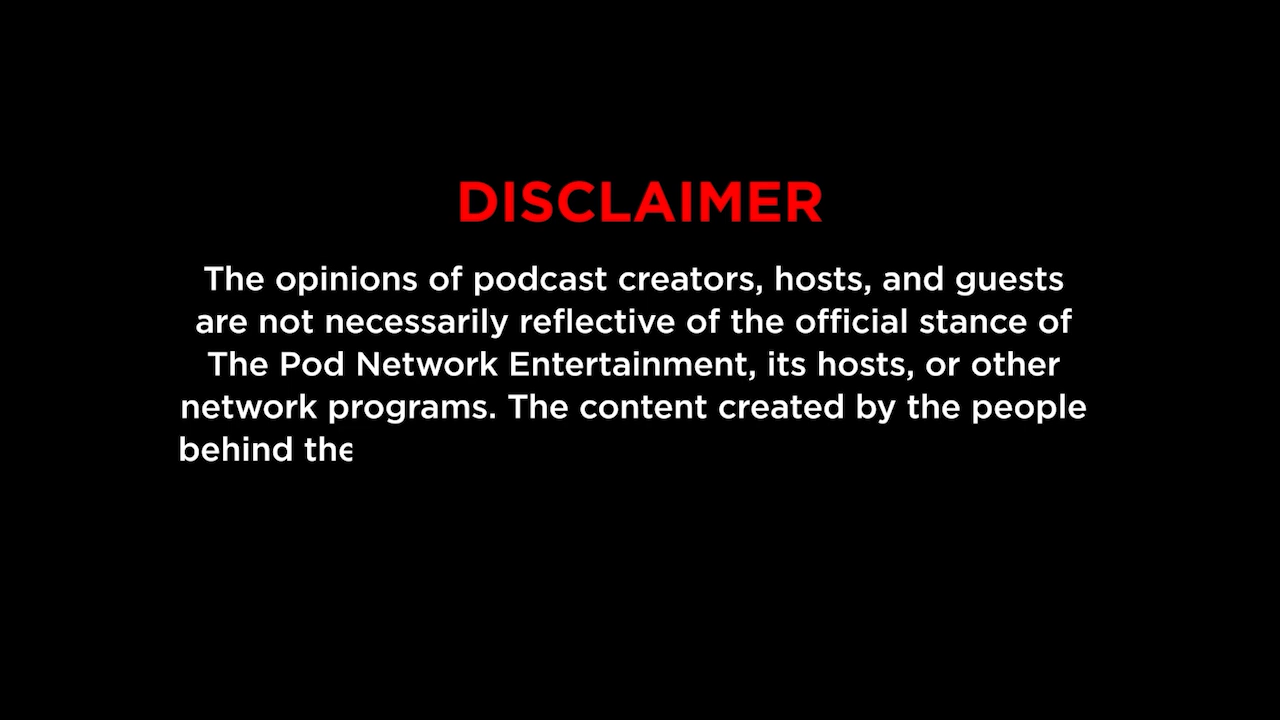 DISCLAIMER
The opinions of podcast creators, hosts, and guests
are not necessarily reflective of the official stance of
The Pod Network Entertainment, its hosts, or other
network programs. The content created by the people
behind the